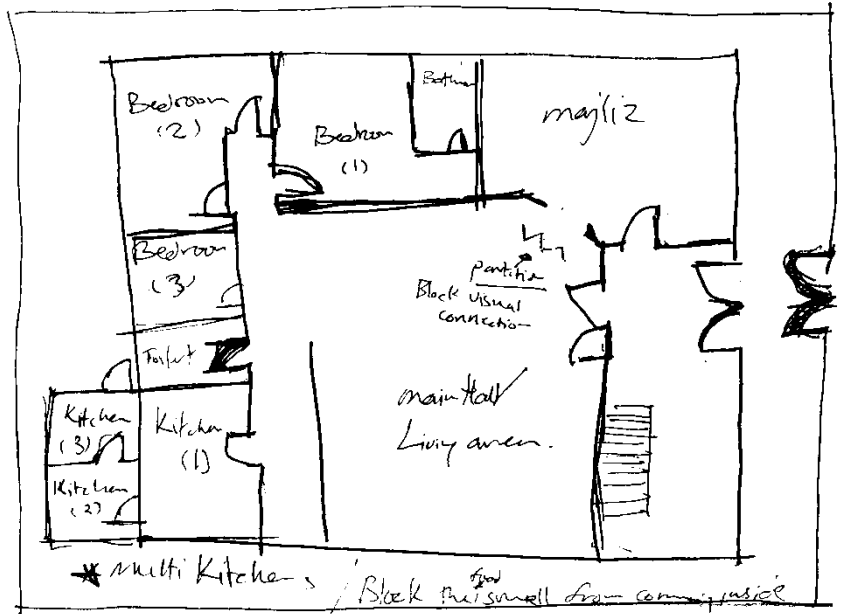 Bedroom
(2)
Bedroom
(1)
majliz
Bedroom
(3)
partition
Block visual
connection
Toilet
main Hall
Living area.
Kitchen
(3)
Kitchen
(1)
Kitchen
(2)
Multi Kitchens / Block the food smell from coming inside